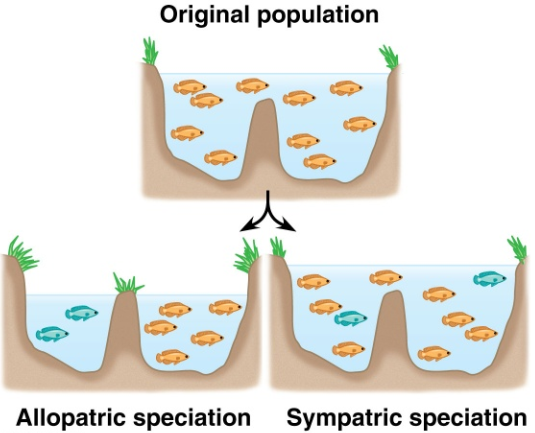 Original population
Allopatric speciation
Sympatric speciation